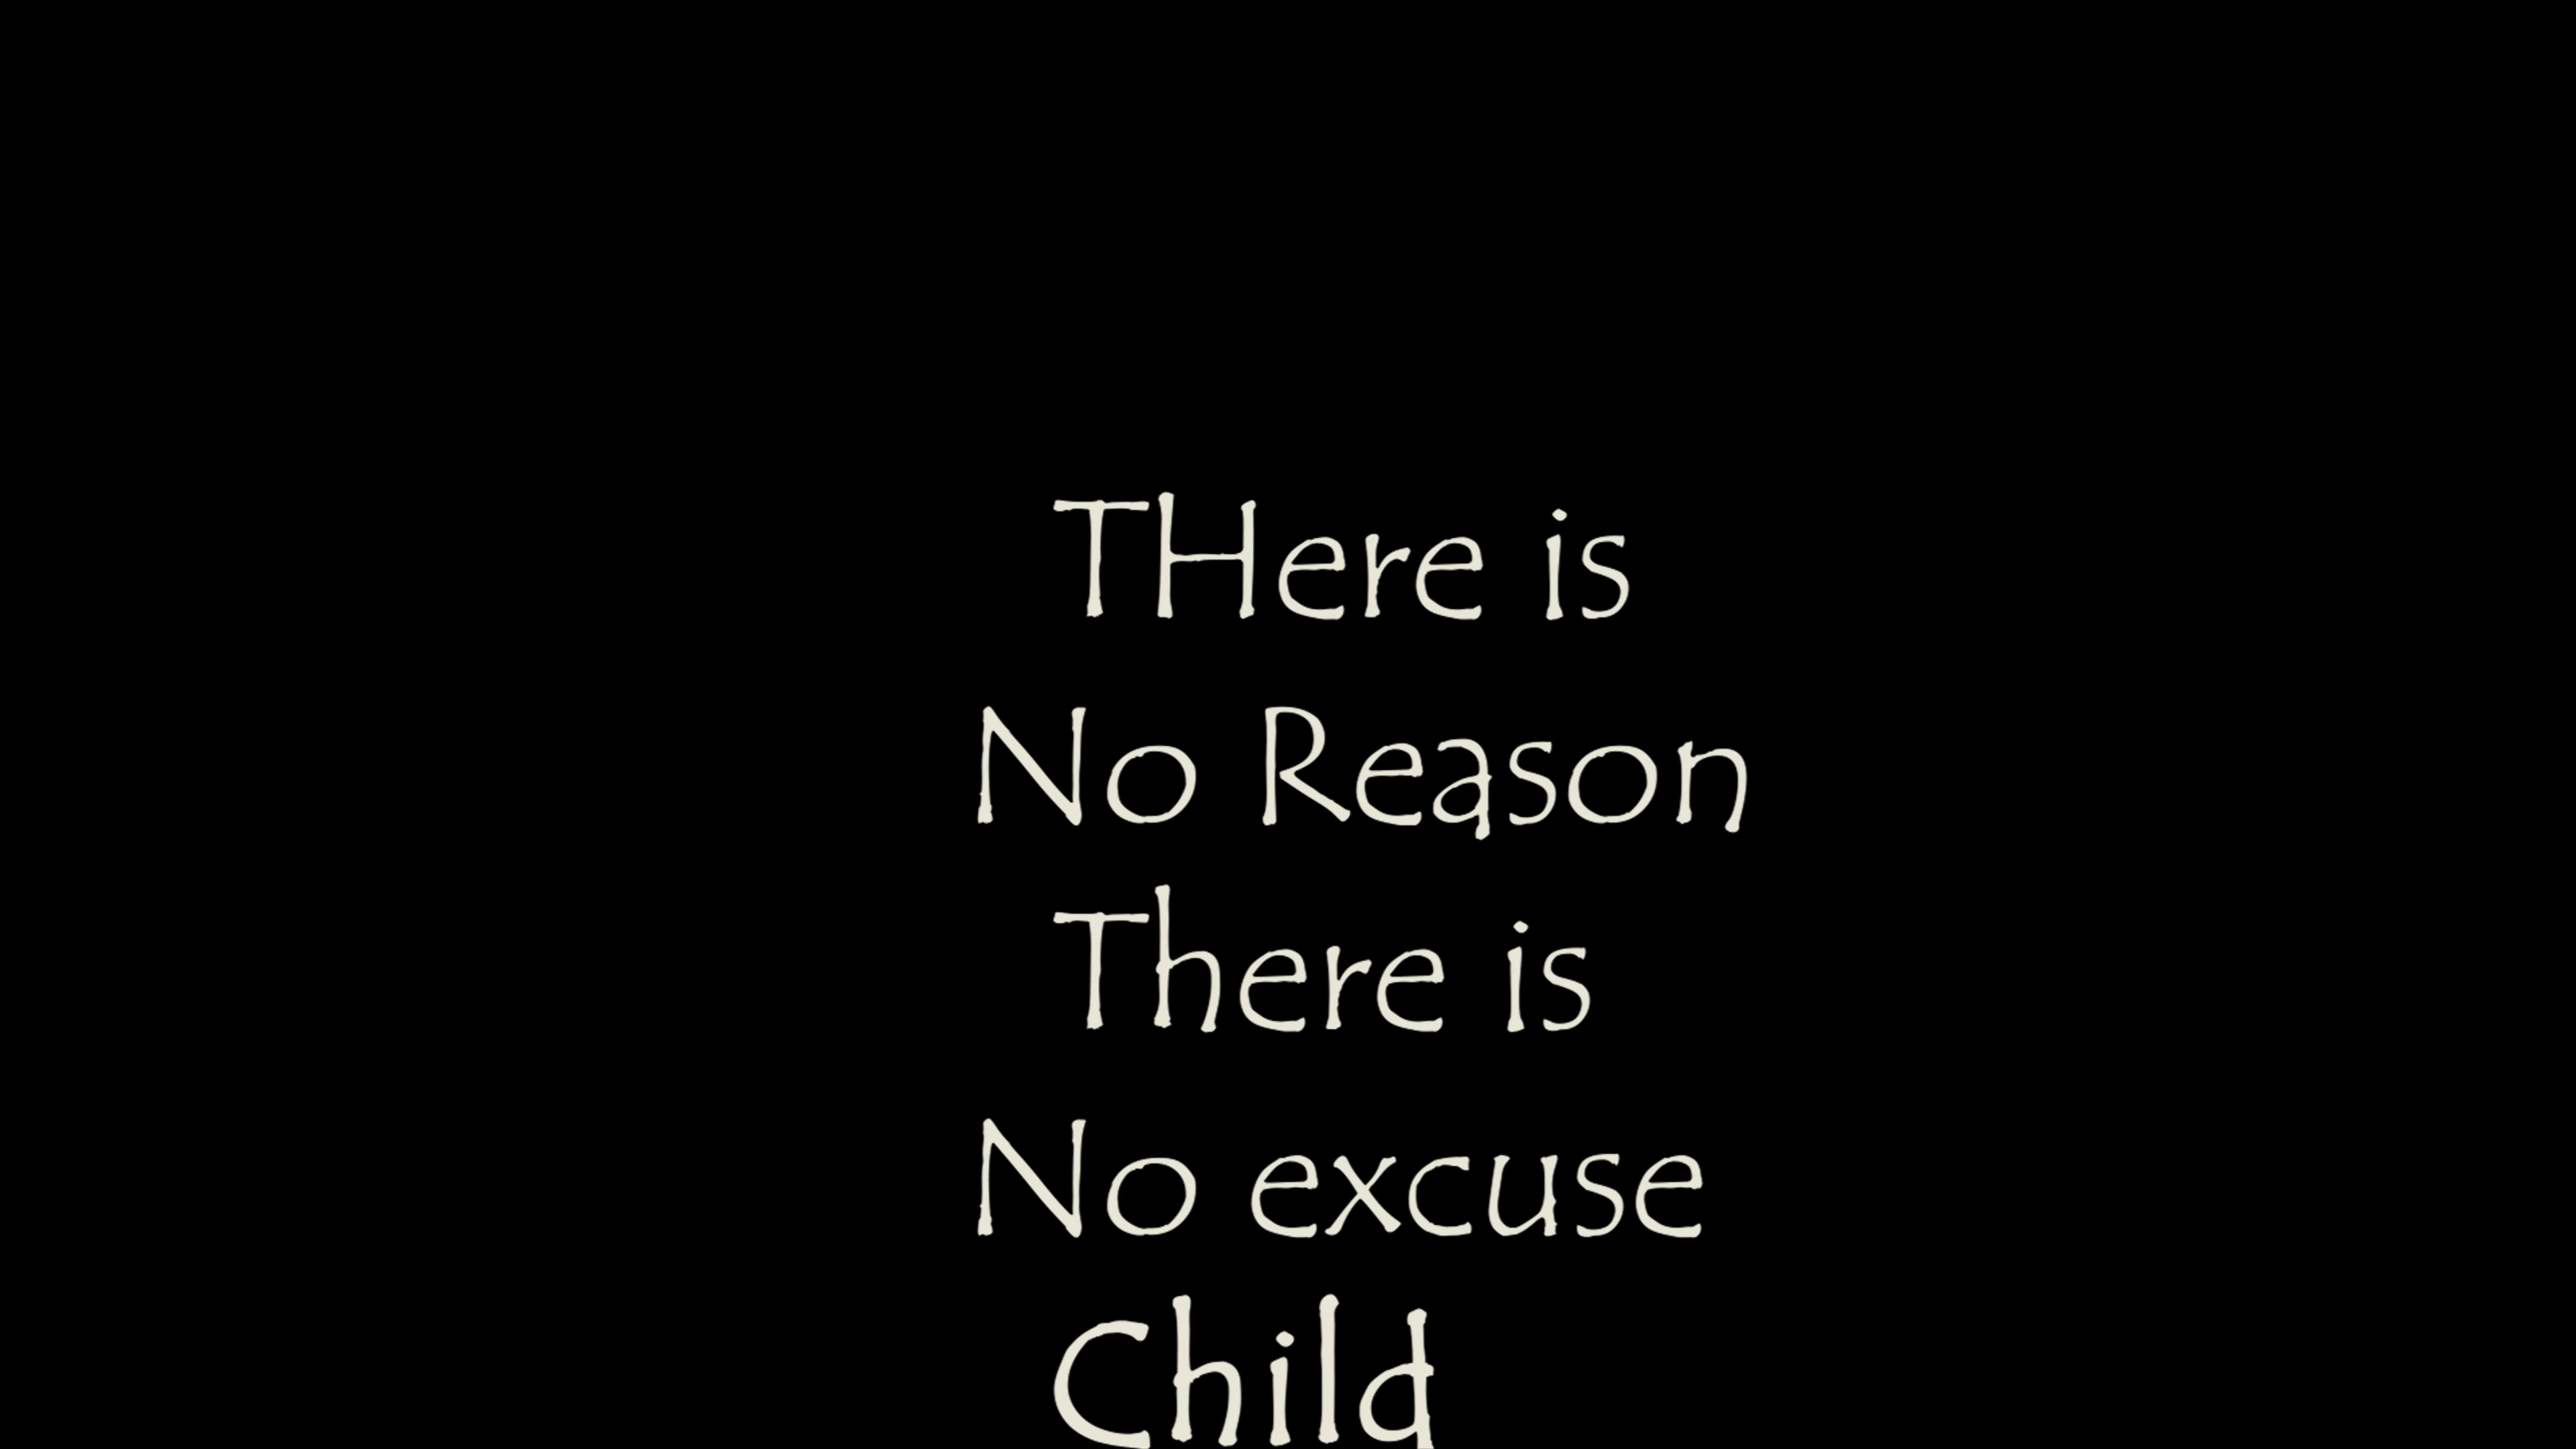 THere is
No Reason
There is
No excuse
Child